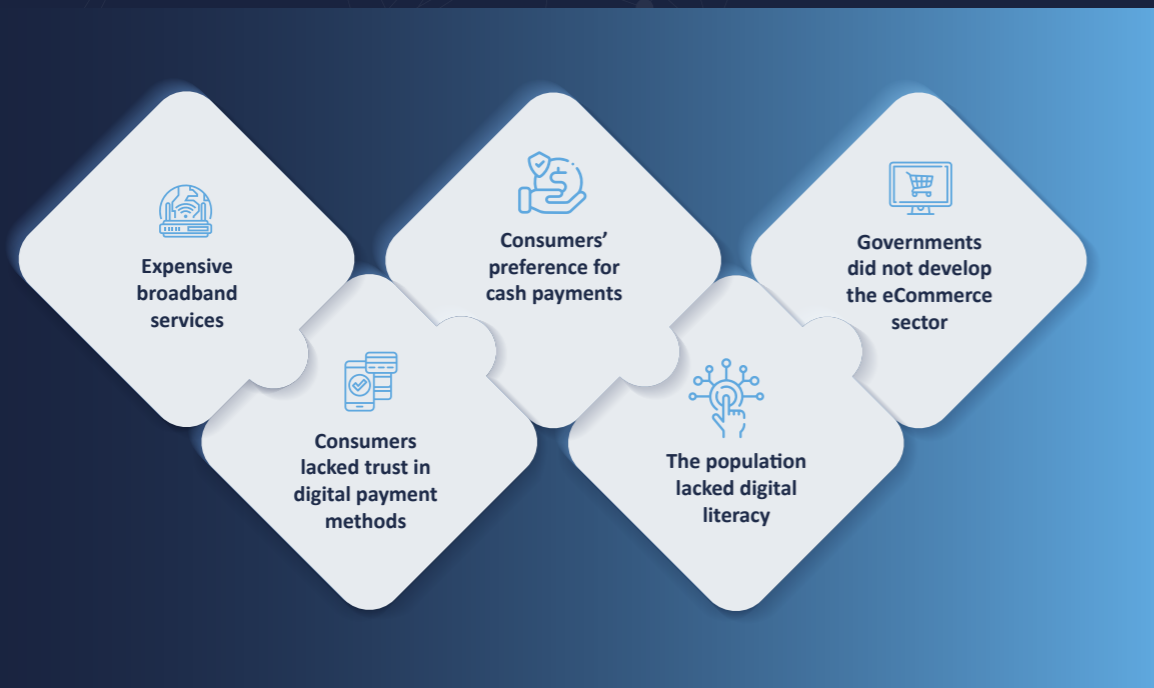 Expensive
broadband
services
Consumers
lacked trust in
digital payment
methods
Consumers’
preference for
cash payments
The population
lacked digital
literacy
Governments
did not develop
the eCommerce
sector